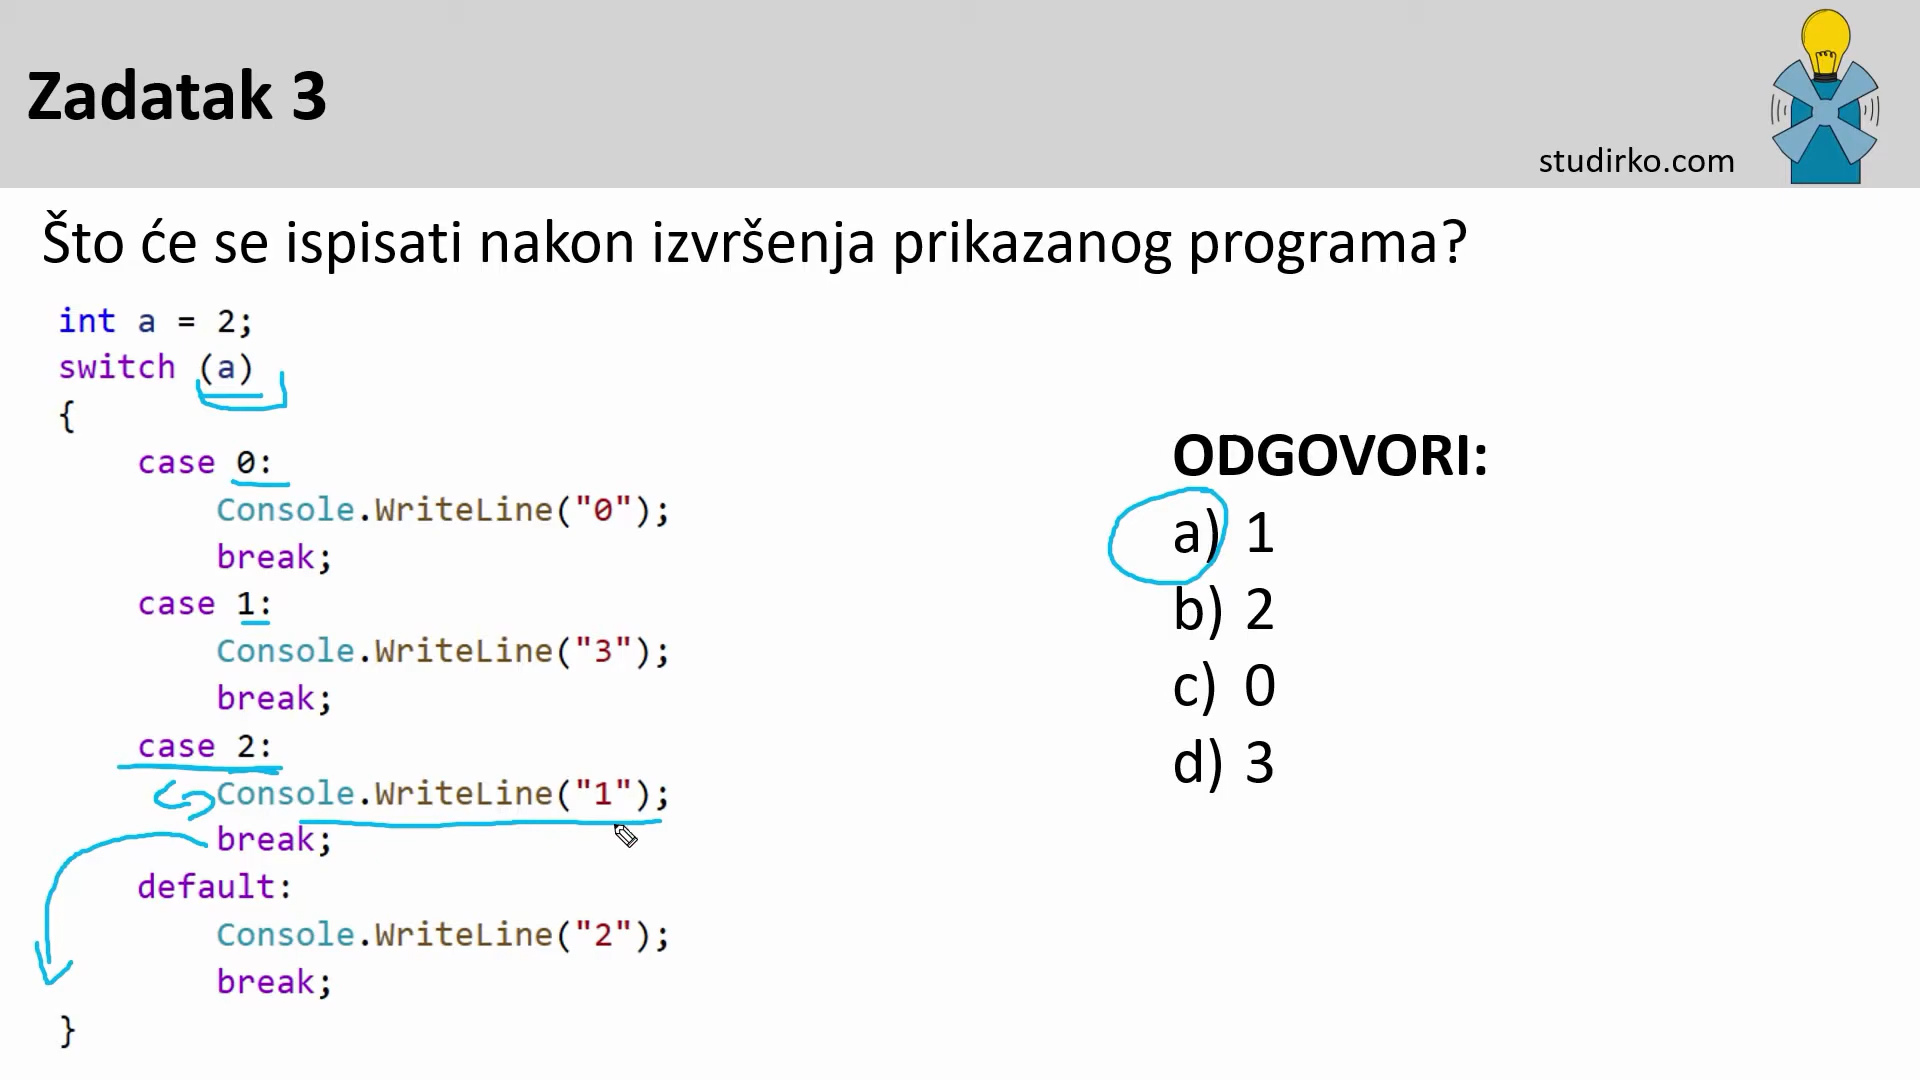 Zadatak 3
studirko.com
Što će se ispisati nakon izvršenja prikazanog programa?
int a = 2;
switch (a)
{
case 0:
Console.WriteLine("0");
break;
case 1:
Console.WriteLine("3");
break;
case 2:
Console.WriteLine("1");
break;
default:
Console.WriteLine("2");
break;
}
ODGOVORI:
a) 1
b) 2
c) 0
d) 3